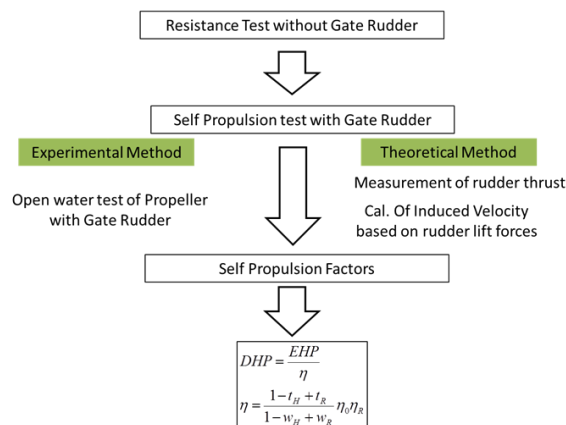 Resistance Test without Gate Rudder
Self Propulsion test with Gate Rudder
Experimental Method
Open water test of Propeller
with Gate Rudder
Theoretical Method
Measurement of rudder thrust
Cal. Of Induced Velocity
based on rudder lift forces
Self Propulsion Factors
DHP = EHP / η
η = (1 − t_H + t_R) / (1 − w_H + w_R) η₀η_R